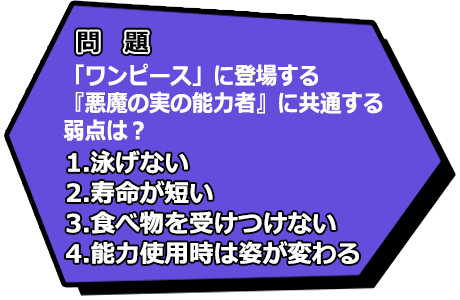 問 題
「ワンピース」に登場する
『悪魔の実の能力者』に共通する
弱点は？
1.泳げない
2.寿命が短い
3.食べ物を受けつけない
4.能力使用時は姿が変わる